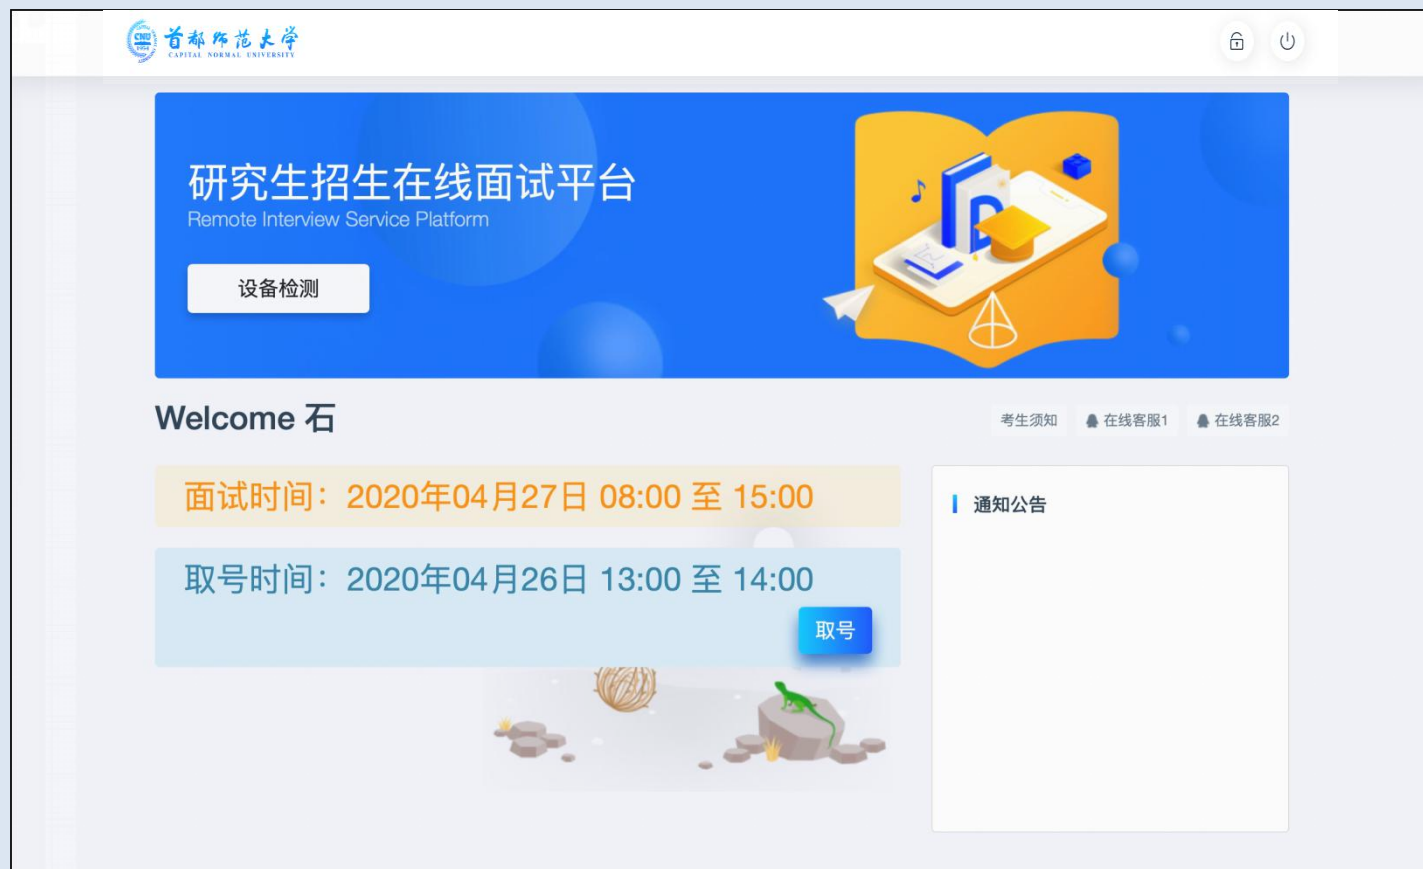 CNU
1954
首都师范大学
CAPITAL NORMAL UNIVERSITY
研究生招生在线面试平台
Remote Interview Service Platform
设备检测
D
Welcome 石
考生须知
在线客服1
在线客服2
面试时间：2020年04月27日 08:00 至 15:00
通知公告
取号时间：2020年04月26日 13:00 至 14:00
取号